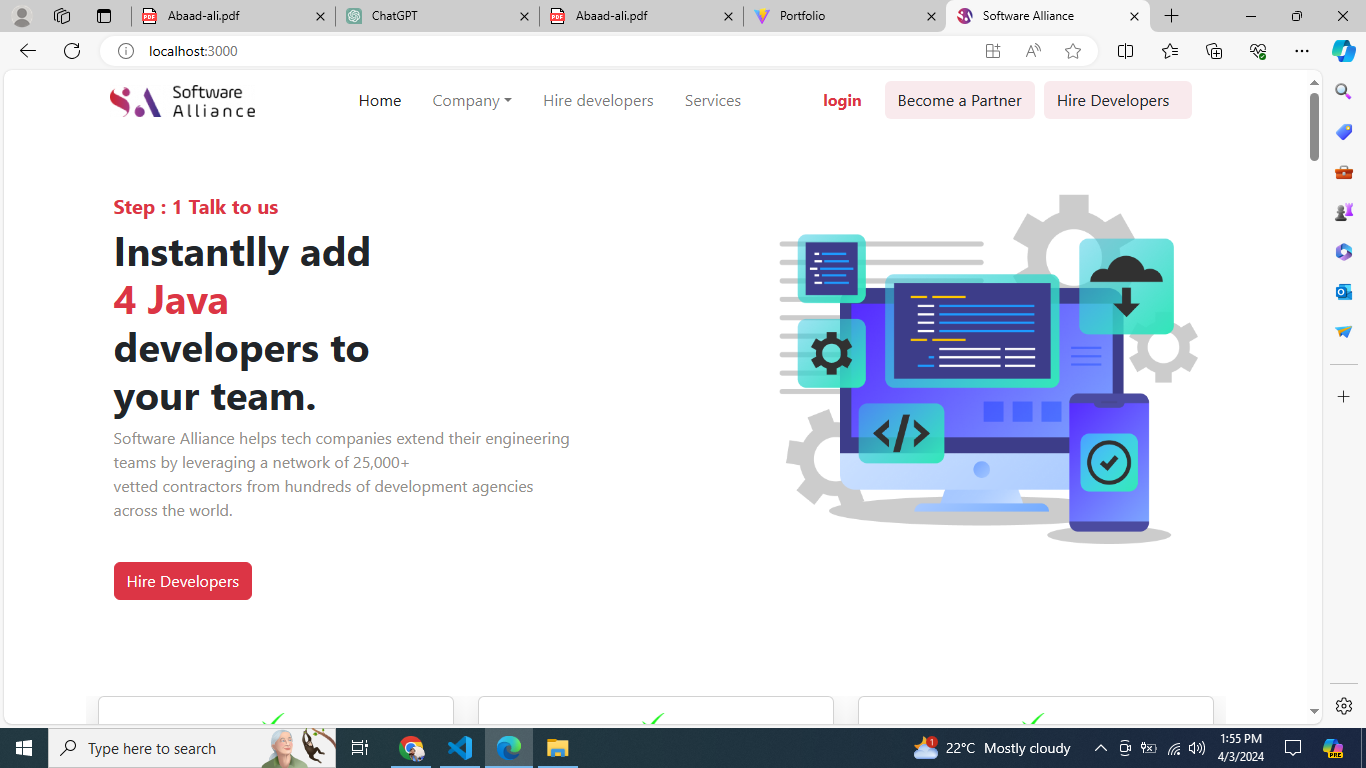 Abaad-ali.pdf
ChatGPT
Abaad-ali.pdf
Portfolio
Software Alliance
localhost:3000
Software
Alliance
Home
Company
Hire developers
Services
login
Become a Partner
Hire Developers
Step : 1 Talk to us
Instantlly add
4 Java
developers to
your team.
Software Alliance helps tech companies extend their engineering
teams by leveraging a network of 25,000+
vetted contractors from hundreds of development agencies
across the world.
Hire Developers
Type here to search
1
22°C Mostly cloudy
1:55 PM
4/3/2024
PRE